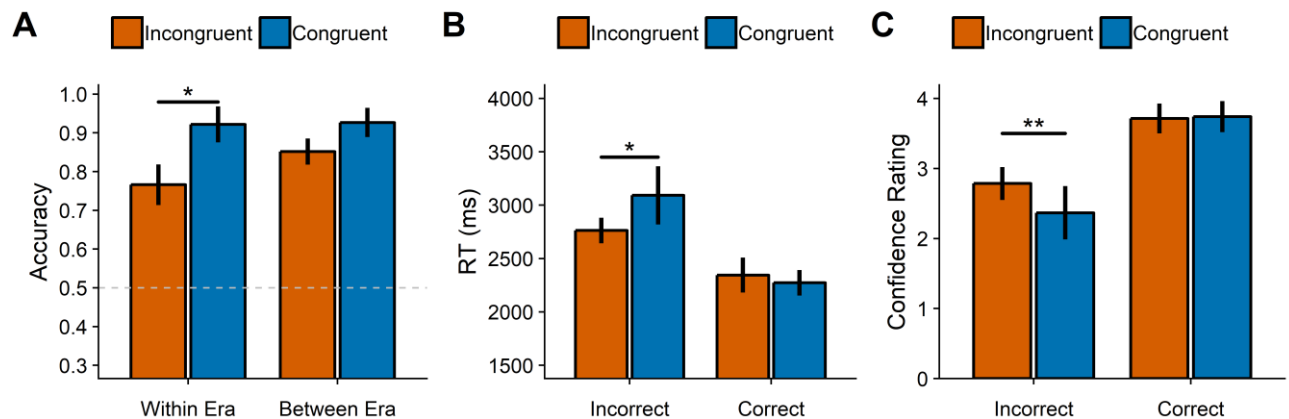 A
Incongruent Congruent
Accuracy
1.0
0.9
0.8
0.7
0.6
0.5
0.4
0.3
*
Within Era Between Era
B
Incongruent Congruent
RT (ms)
4000
3500
3000
2500
2000
1500
*
Incorrect Correct
C
Incongruent Congruent
Confidence Rating
4
3
2
1
0
**
Incorrect Correct